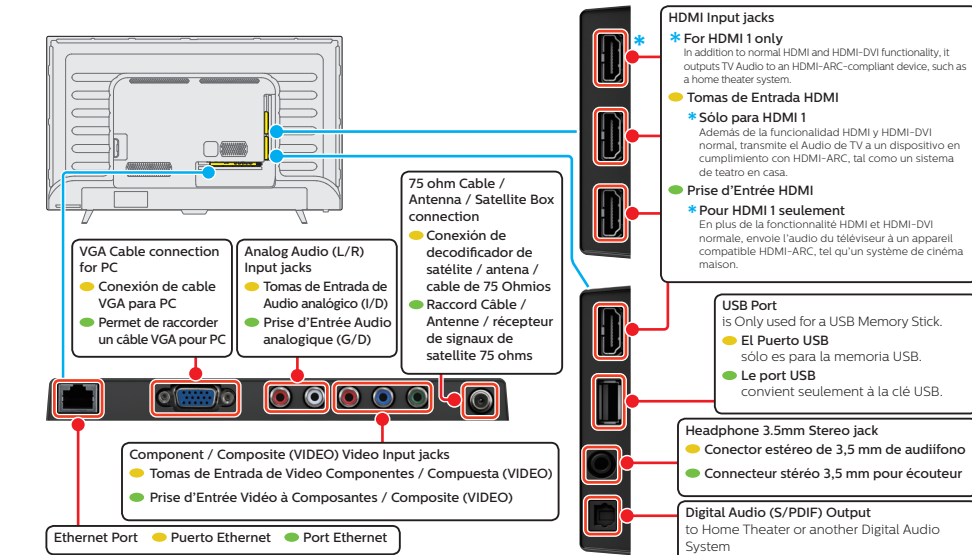 HDMI Input jacks
* For HDMI 1 only
In addition to normal HDMI and HDMI-DVI functionality, it
outputs TV Audio to an HDMI-ARC-compliant device, such as
a home theater system.
Tomas de Entrada HDMI
* Sólo para HDMI 1
Además de la funcionalidad HDMI y HDMI-DVI
normal, transmite el Audio de TV a un dispositivo en
cumplimiento con HDMI-ARC, tal como un sistema
de teatro en casa.
Prise d'Entrée HDMI
* Pour HDMI 1 seulement
En plus de la fonctionnalité HDMI et HDMI-DVI
normale, envoie l'audio du téléviseur à un appareil
compatible HDMI-ARC, tel qu'un système de cinéma
maison.
*
75 ohm Cable /
Antenna / Satellite Box
connection
Conexión de
decodificador de
satélite / antena /
cable de 75 Ohmios
Raccord Câble /
Antenne / récepteur
de signaux de
satellite 75 ohms
VGA Cable connection
for PC
Conexión de cable
VGA para PC
Permet de raccorder
un câble VGA pour PC
Analog Audio (L/R)
Input jacks
Tomas de Entrada de
Audio analógico (I/D)
Prise d'Entrée Audio
analogique (G/D)
USB Port
is Only used for a USB Memory Stick.
El Puerto USB
sólo es para la memoria USB.
Le port USB
convient seulement à la clé USB.
Headphone 3.5mm Stereo jack
Conector estéreo de 3,5 mm de audiífono
Connecteur stéréo 3,5 mm pour écouteur
Component / Composite (VIDEO) Video Input jacks
Tomas de Entrada de Video Componentes / Compuesta (VIDEO)
Prise d'Entrée Vidéo à Composantes / Composite (VIDEO)
Digital Audio (S/PDIF) Output
to Home Theater or another Digital Audio
System
Ethernet Port Puerto Ethernet Port Ethernet